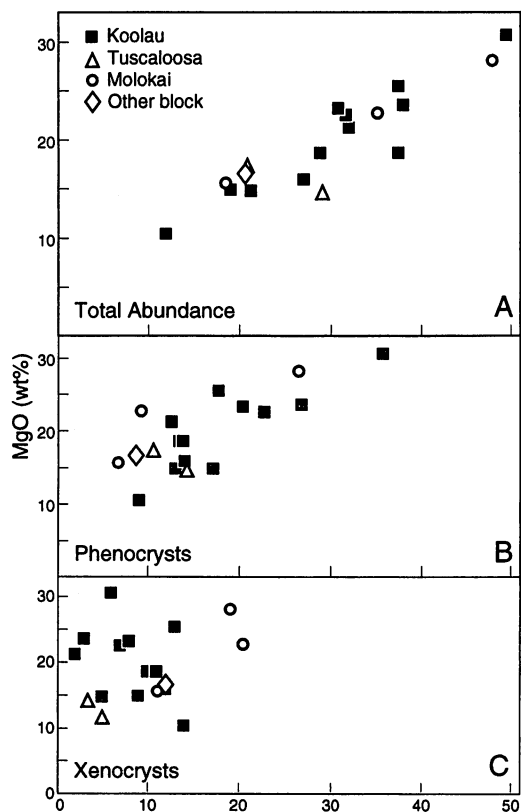 30
Koolau
Tuscaloosa
Molokai
Other block
20
10
Total Abundance
A
MgO (wt%)
30
20
10
Phenocrysts
B
30
20
10
0
Xenocrysts
C
0 10 20 30 40 50